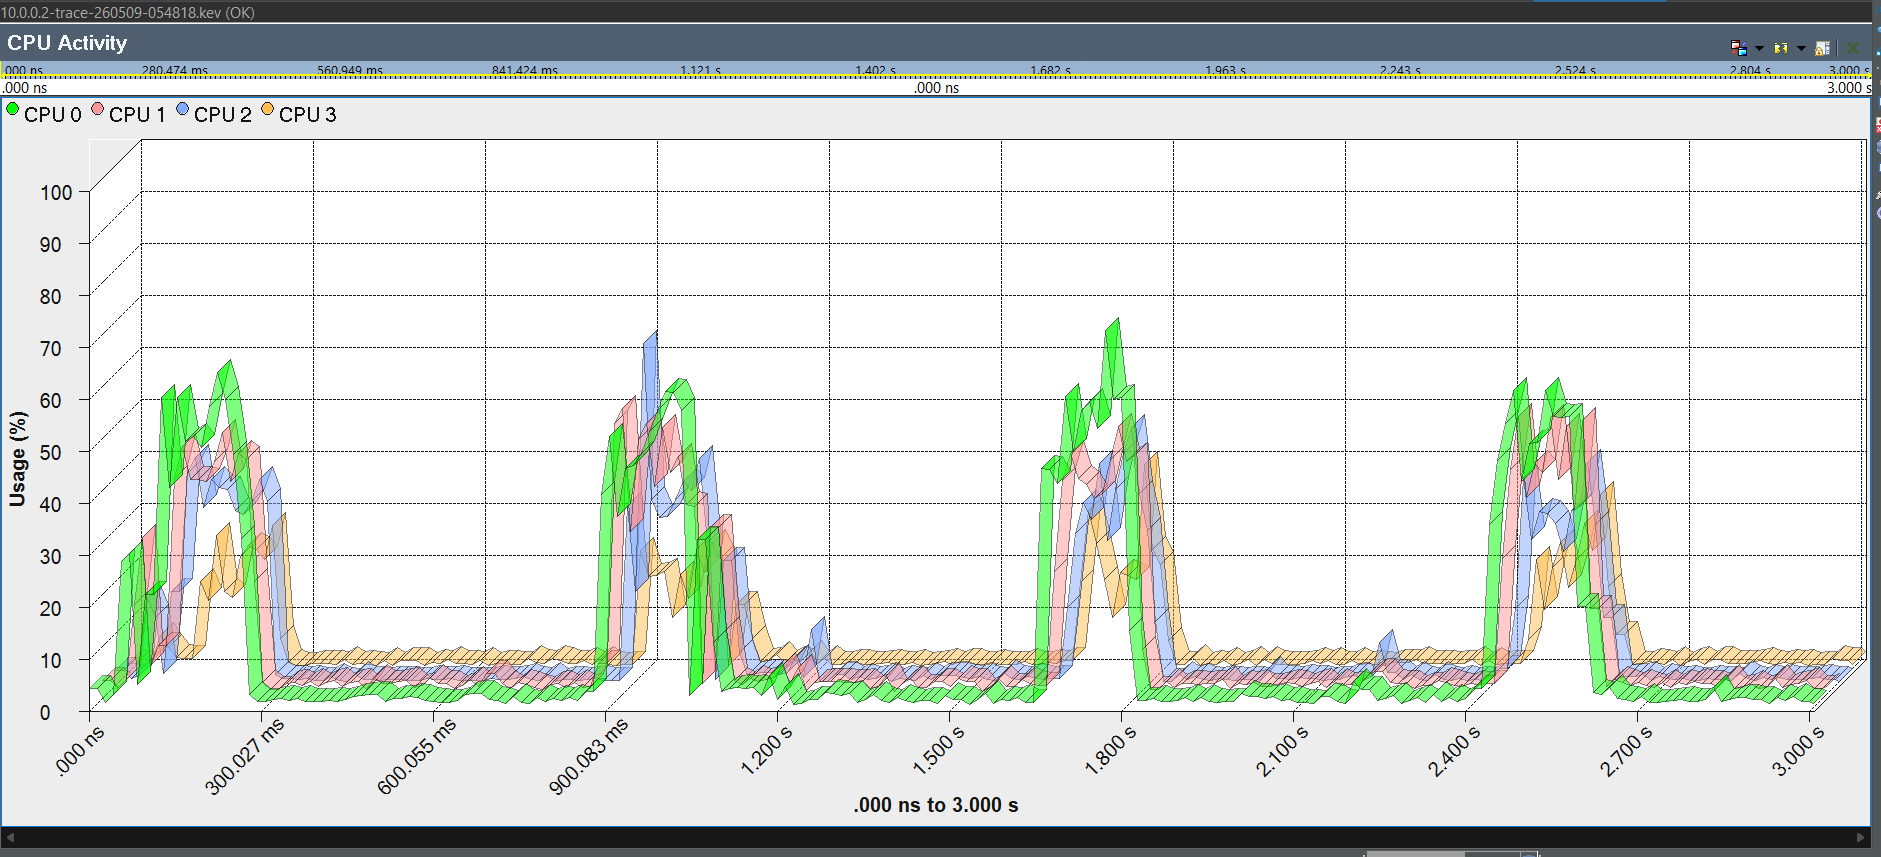 10.0.0.2-trace-260509-054818.kev (OK)
CPU Activity
.000 ns 280.474 ms 560.949 ms 841.424 ms 1.121 s 1.402 s 1.682 s 1.963 s 2.243 s 2.524 s 2.804 s 3.000 s
.000 ns .000 ns 3.000 s
CPU 0 CPU 1 CPU 2 CPU 3
100
90
80
70
60
50
40
30
20
10
0
Usage (%)
.000 ns 300.027 ms 600.055 ms 900.083 ms 1.200 s 1.500 s 1.800 s 2.100 s 2.400 s 2.700 s 3.000 s
.000 ns to 3.000 s